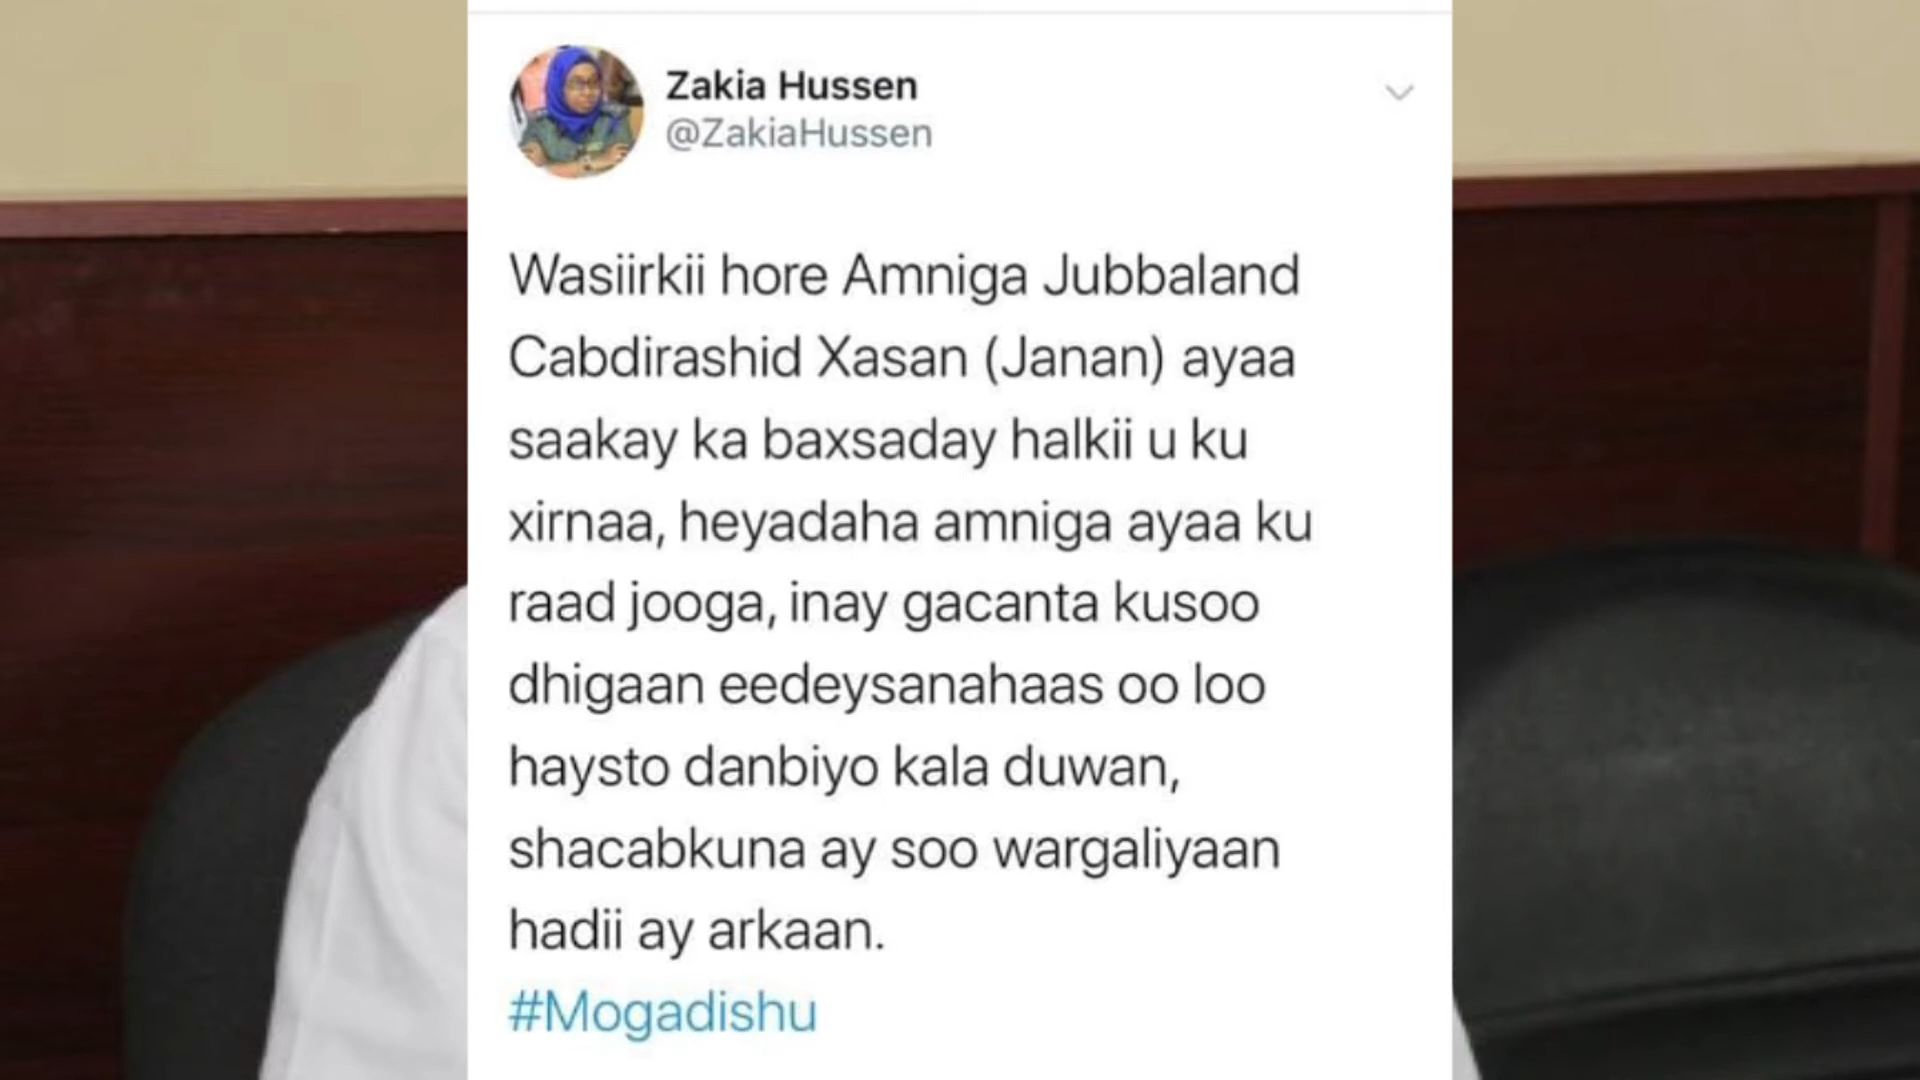 Zakia Hussen
@ZakiaHussen
Wasiirkii hore Amniga Jubbaland
Cabdirashid Xasan (Janan) ayaa
saakay ka baxsaday halkii u ku
xirnaa, heyadaha amniga ayaa ku
raad jooga, inay gacanta kusoo
dhigaan eedeysanahaas oo loo
haysto danbiyo kala duwan,
shacabkuna ay soo wargaliyaan
hadii ay arkaan.
#Mogadishu